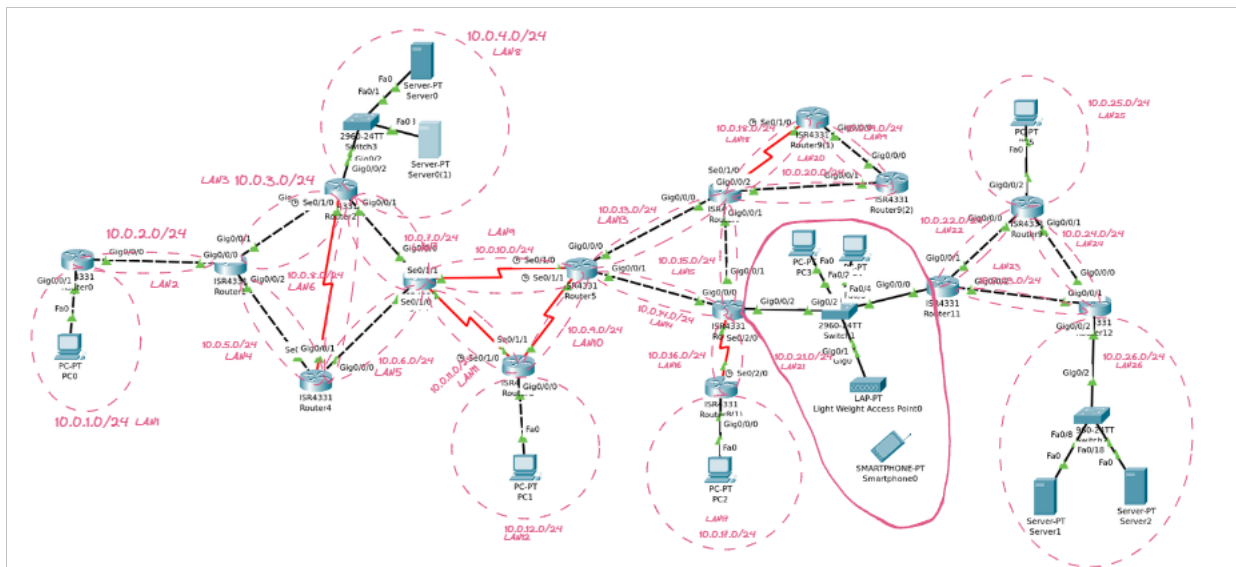 10.0.4.0/24
LAN8
Fa0
Server-PT
Server0
Fa0/1
2960-24TT
Switch3
Server-PT
Server0(1)
Gig0/0/2
LAN3 10.0.3.0/24
Se0/1/0
4331
Router2
Gig0/0/1
10.0.2.0/24
Gig0/0/0
LAN2
Gig0/0/0
Gig0/0/1
ISR4331
Gig0/0/2
Fa0
PC-PT
PC0
10.0.1.0/24 LAN1
10.0.8.0/24
LAN6
10.0.5.0/24
LAN4
Gig0/0/1
Gig0/0/0
ISR4331
Router4
10.0.6.0/24
LAN5
10.0.7.0/24
Se0/1/1
Se0/1/0
LAN9
10.0.10.0/24
Se0/1/0
Se0/1/1
Router5
Gig0/0/0
Gig0/0/1
10.0.9.0/24
LAN10
10.0.11.0/24
LAN11
Se0/1/0
Se0/1/1
Gig0/0/0
Fa0
PC-PT
PC1
10.0.12.0/24
LAN12
10.0.13.0/24
LAN13
10.0.14.0/24
LAN14
10.0.15.0/24
LAN15
Se0/1/0
Gig0/0/2
Gig0/0/0
Gig0/0/1
10.0.18.0/24
LAN18
Se0/1/0
ISR4331
Router9(1)
LAN19
LAN20
10.0.20.0/24
Gig0/0/0
Gig0/0/1
ISR4331
Router9(2)
Gig0/0/1
Gig0/0/0
ISR4331
Se0/2/0
Gig0/0/2
10.0.16.0/24
LAN16
Se0/2/0
ISR4331
Gig0/0/0
Fa0
PC-PT
PC2
LAN17
10.0.17.0/24
PC-PT
PC3
Fa0
Fa0/4
Gig0/0/0
2960-24TT
Switch1
Gig0/1
10.0.21.0/24
LAN21
LAP-PT
Light Weight Access Point0
SMARTPHONE-PT
Smartphone0
ISR4331
Router11
10.0.22.0/24
LAN22
LAN23
Gig0/0/0
Gig0/0/1
10.0.24.0/24
LAN24
10.0.25.0/24
LAN25
PC-PT
Fa0
Gig0/0/2
Gig0/0/0
Gig0/0/1
Gig0/0/2
10.0.26.0/24
LAN26
Gig0/2
Fa0/8
Fa0/18
Fa0
Fa0
Server-PT
Server1
Server-PT
Server2